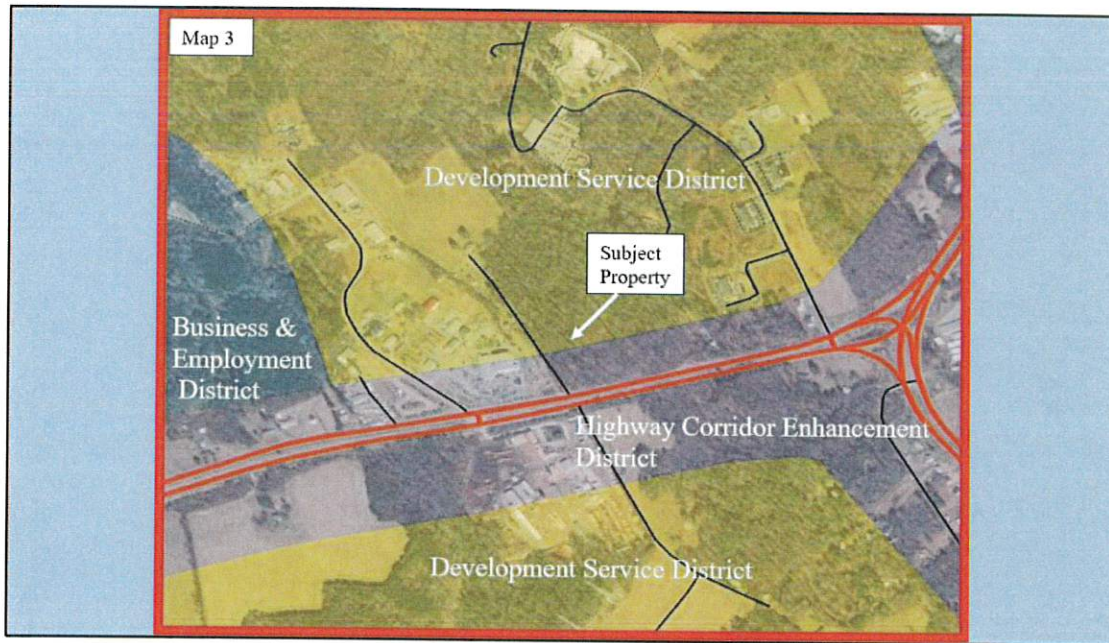 Map 3
Development Service District
Subject
Property
Business &
Employment
District
Highway Corridor Enhancement
District
Development Service District